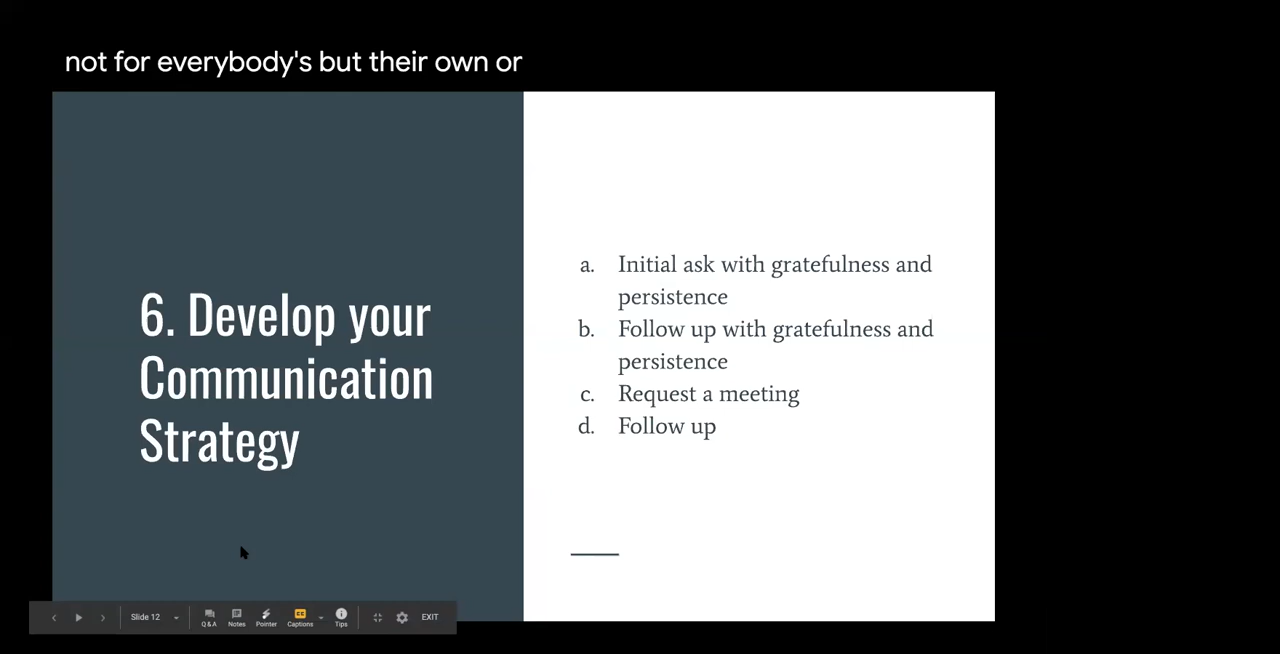 not for everybody's but their own or
6. Develop your
Communication
Strategy
a. Initial ask with gratefulness and
persistence
b. Follow up with gratefulness and
persistence
c. Request a meeting
d. Follow up
Slide 12
Q&A
Notes
Pointer
CC
Captions
Tips
EXIT